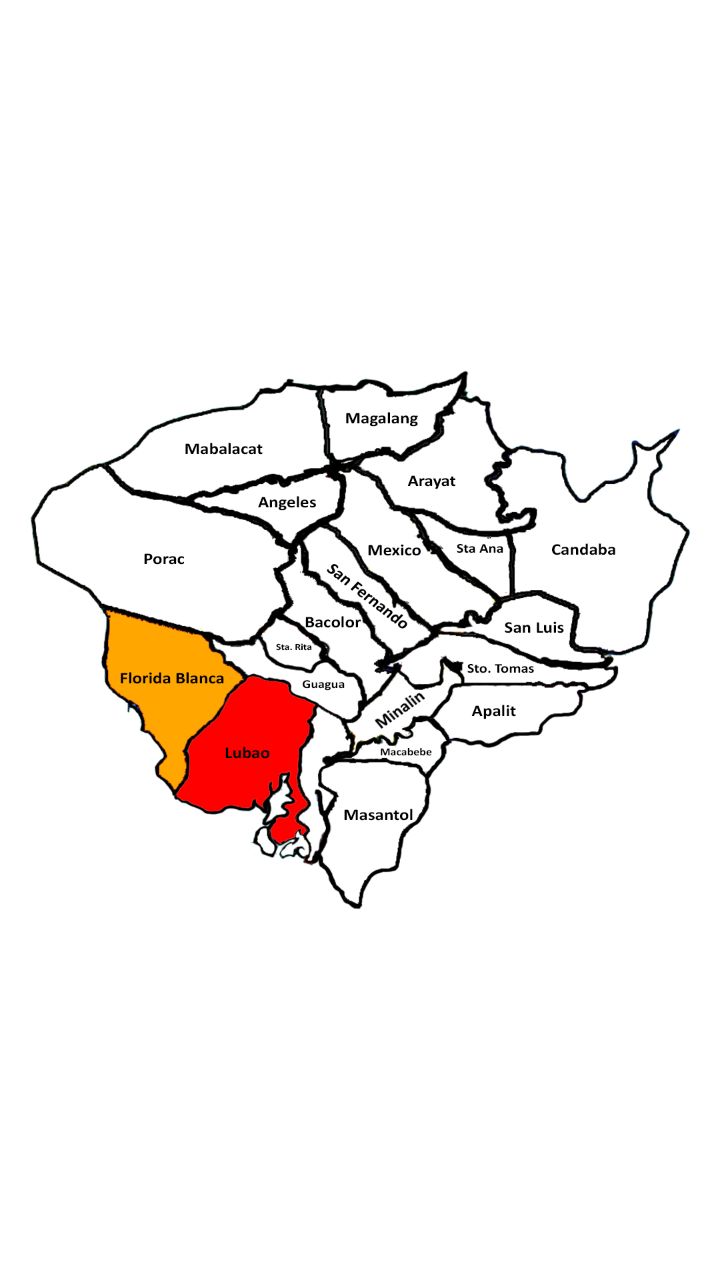 Magalang
Mabalacat
Arayat
Angeles
Mexico
Sta Ana
Candaba
Porac
San Fernando
Bacolor
San Luis
Sta. Rita
Sto. Tomas
Florida Blanca
Guagua
Minalin
Apalit
Lubao
Macabebe
Masantol